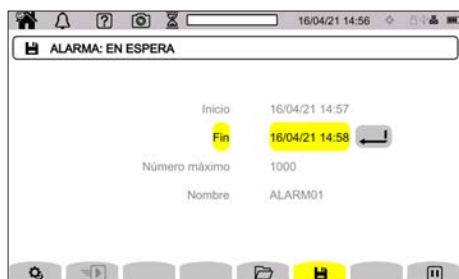 16/04/21 14:56
ALARMA: EN ESPERA
Inicio 16/04/21 14:57
Fin 16/04/21 14:58
Número máximo 1000
Nombre ALARM01